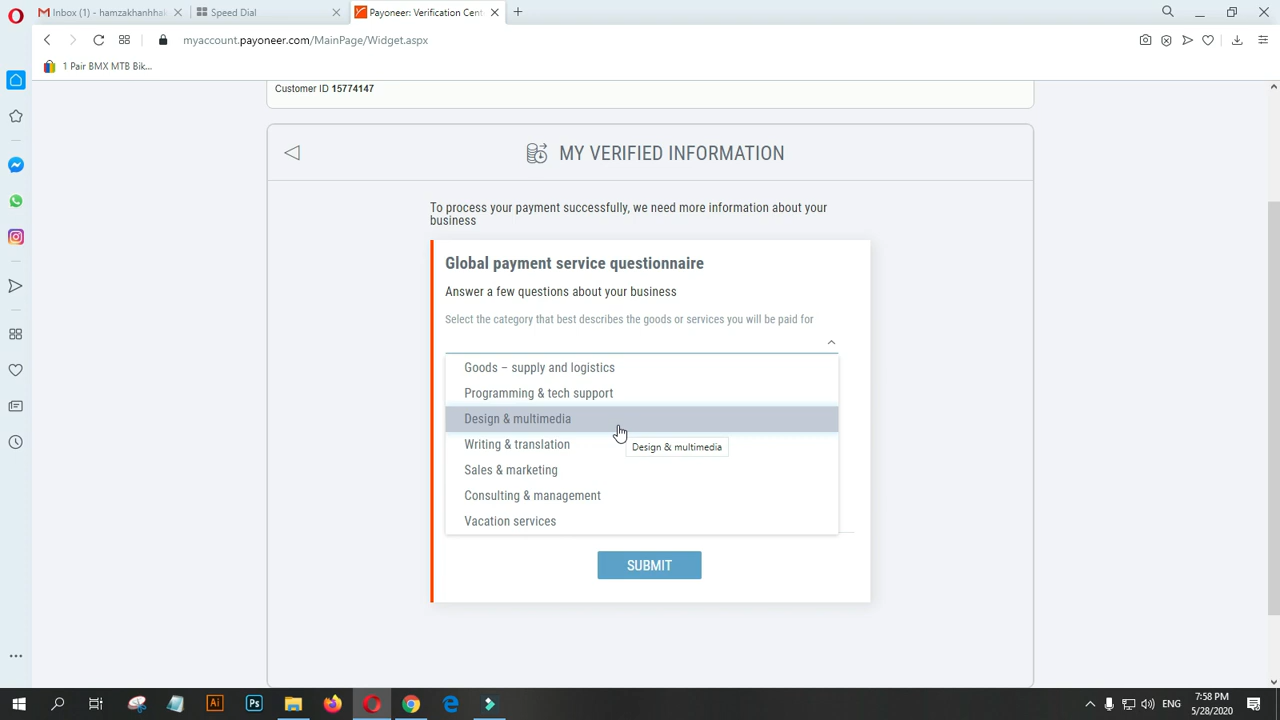 Inbox (1) - hamzakhanhhal
Speed Dial
Payoneer: Verification Cent
myaccount.payoneer.com/MainPage/Widget.aspx
1 Pair BMX MTB Bik...
Customer ID 15774147
MY VERIFIED INFORMATION
To process your payment successfully, we need more information about your
business
Global payment service questionnaire
Answer a few questions about your business
Select the category that best describes the goods or services you will be paid for
Goods – supply and logistics
Programming & tech support
Design & multimedia
Writing & translation
Design & multimedia
Sales & marketing
Consulting & management
Vacation services
SUBMIT
Ai
Ps
ENG
7:58 PM
5/28/2020